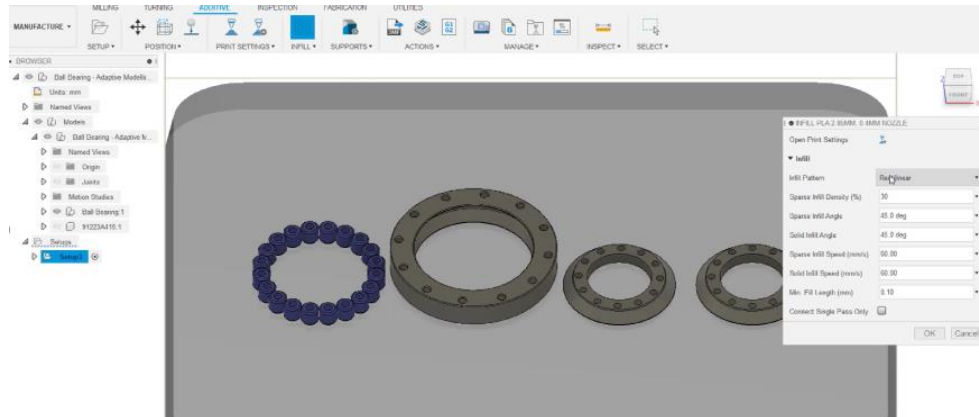 MILLING TURNING ADDITIVE INSPECTION FABRICATION UTILITIES
MANUFACTURE
G1
G2
SETUP POSITION PRINT SETTINGS INFILL SUPPORTS ACTIONS MANAGE INSPECT SELECT
BROWSER
Ball Bearing - Adaptive Modelli...
Units: mm
Named Views
Models
Ball Bearing - Adaptive M...
Named Views
Origin
Joints
Motion Studies
Ball Bearing:1
91223A415:1
Setups
Setup1
TOP
FRONT
Z
INFILL PLA 2.85MM, 0.4MM NOZZLE
Open Print Settings
Infill
Infill Pattern Rectilinear
Sparse Infill Density (%) 30
Sparse Infill Angle 45.0 deg
Solid Infill Angle 45.0 deg
Sparse Infill Speed (mm/s) 60.00
Solid Infill Speed (mm/s) 60.00
Min. Fill Length (mm) 0.10
Connect Single Pass Only
OK Cancel